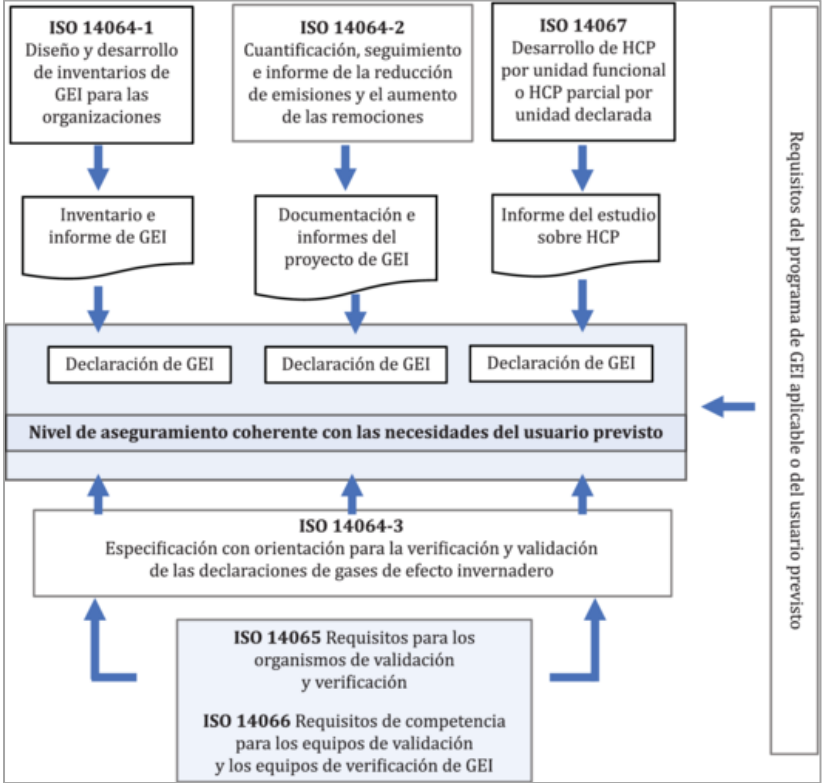 ISO 14064-1
Diseño y desarrollo
de inventarios de
GEI para las
organizaciones
ISO 14064-2
Cuantificación, seguimiento
e informe de la reducción
de emisiones y el aumento
de las remociones
ISO 14067
Desarrollo de HCP
por unidad funcional
o HCP parcial por
unidad declarada
Inventario e
informe de GEI
Documentación e
informes del
proyecto de GEI
Informe del estudio
sobre HCP
Declaración de GEI
Declaración de GEI
Declaración de GEI
Nivel de aseguramiento coherente con las necesidades del usuario previsto
ISO 14064-3
Especificación con orientación para la verificación y validación
de las declaraciones de gases de efecto invernadero
ISO 14065 Requisitos para los
organismos de validación
y verificación
ISO 14066 Requisitos de competencia
para los equipos de validación
y los equipos de verificación de GEI
Requisitos del programa de GEI aplicable o del usuario previsto